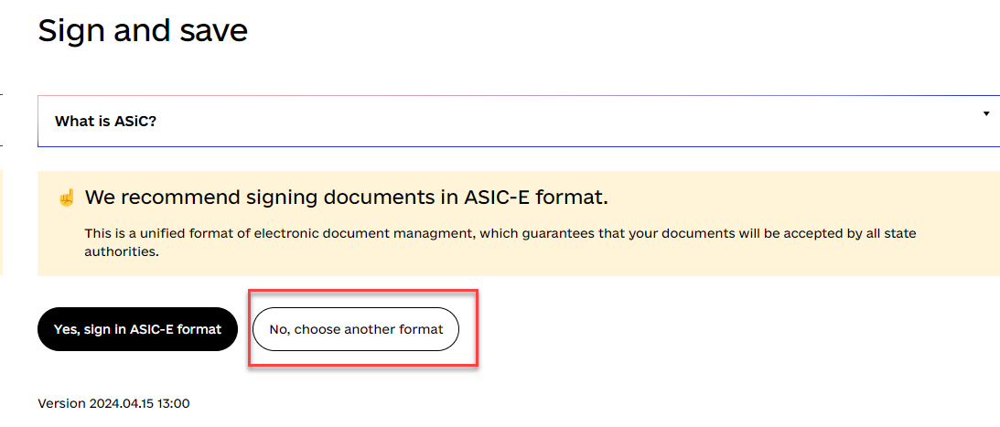 Sign and save
What is ASiC?
We recommend signing documents in ASIC-E format.
This is a unified format of electronic document managment, which guarantees that your documents will be accepted by all state
authorities.
Yes, sign in ASIC-E format
No, choose another format
Version 2024.04.15 13:00